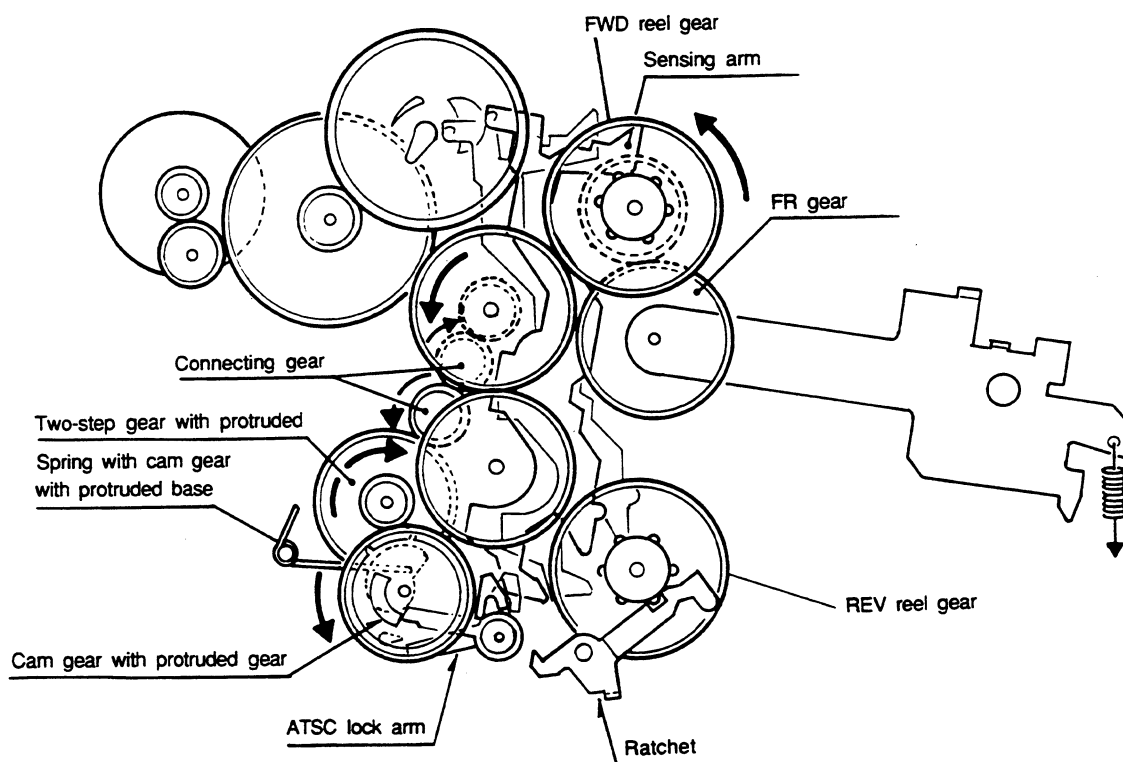 FWD reel gear
Sensing arm
FR gear
Connecting gear
Two-step gear with protruded
Spring with cam gear
with protruded base
REV reel gear
Cam gear with protruded gear
ATSC lock arm
Ratchet